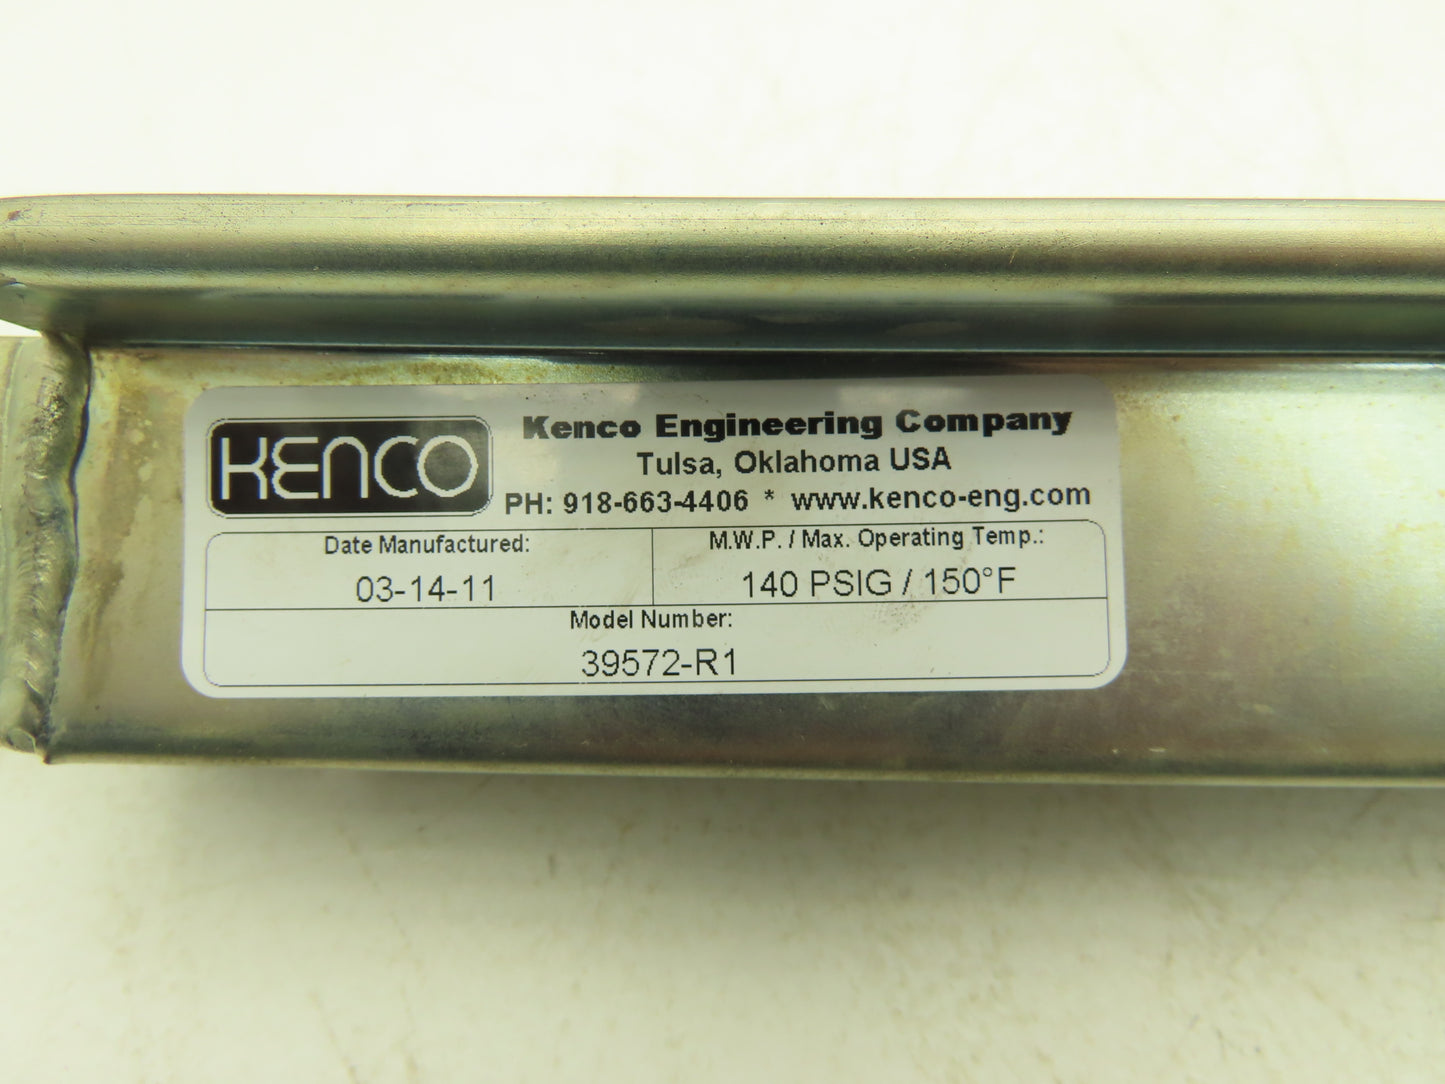 KENCO
Kenco Engineering Company
Tulsa, Oklahoma USA
PH: 918-663-4406 * www.kenco-eng.com
Date Manufactured:
03-14-11
M.W.P. / Max. Operating Temp.:
140 PSIG / 150°F
Model Number:
39572-R1